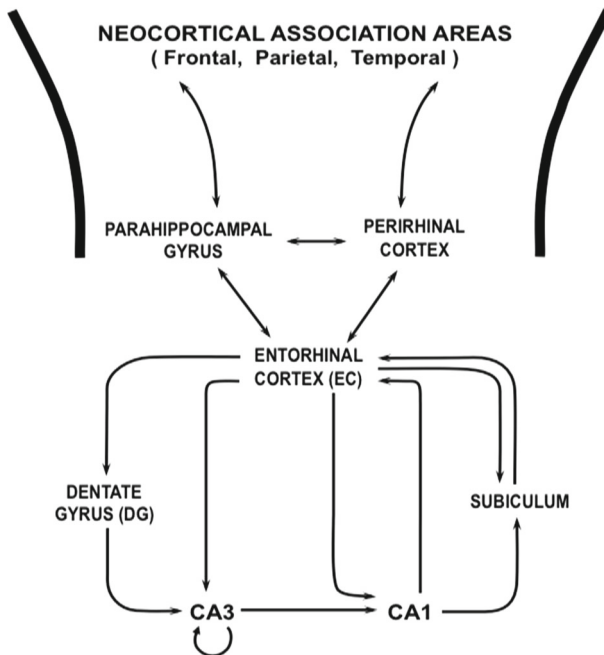 NEOCORTICAL ASSOCIATION AREAS
( Frontal, Parietal, Temporal )
PARAHIPPOCAMPAL
GYRUS
PERIRHINAL
CORTEX
ENTORHINAL
CORTEX (EC)
DENTATE
GYRUS (DG)
SUBICULUM
CA3
CA1